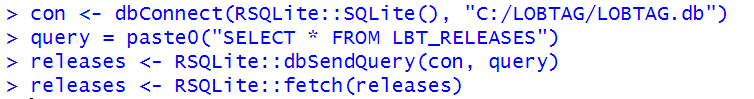 > con <- dbConnect(RSQLite::SQLite(), "C:/LOBTAG/LOBTAG.db")
> query = paste0("SELECT * FROM LBT_RELEASES")
> releases <- RSQLite::dbSendQuery(con, query)
> releases <- RSQLite::fetch(releases)